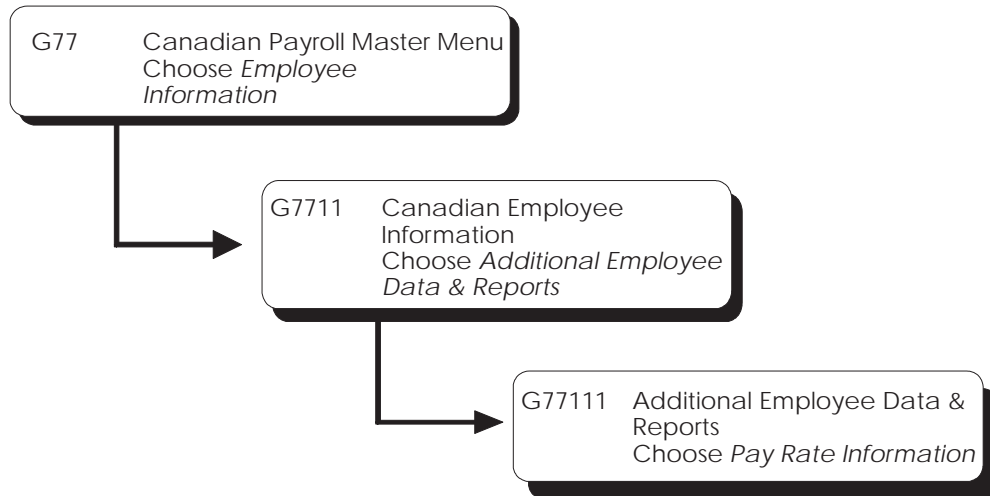 G77 Canadian Payroll Master Menu
Choose Employee
Information
G7711 Canadian Employee
Information
Choose Additional Employee
Data & Reports
G77111 Additional Employee Data &
Reports
Choose Pay Rate Information